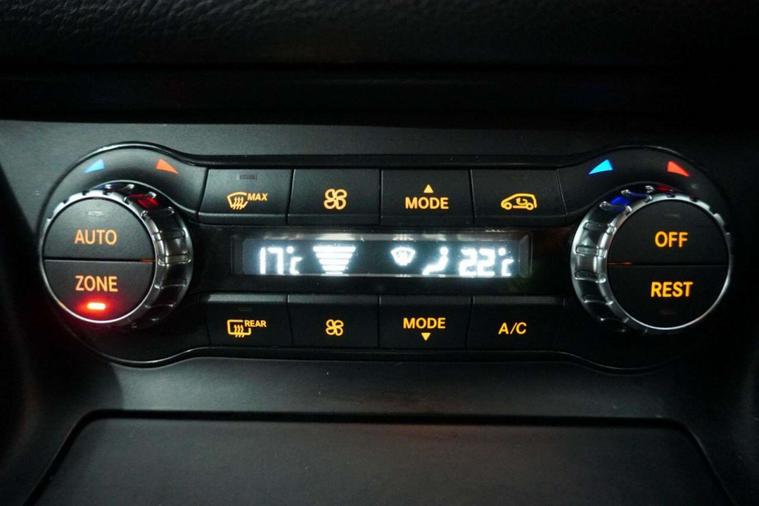 MAX
MODE
AUTO
ZONE
17°C
22°C
OFF
REST
REAR
MODE
A/C